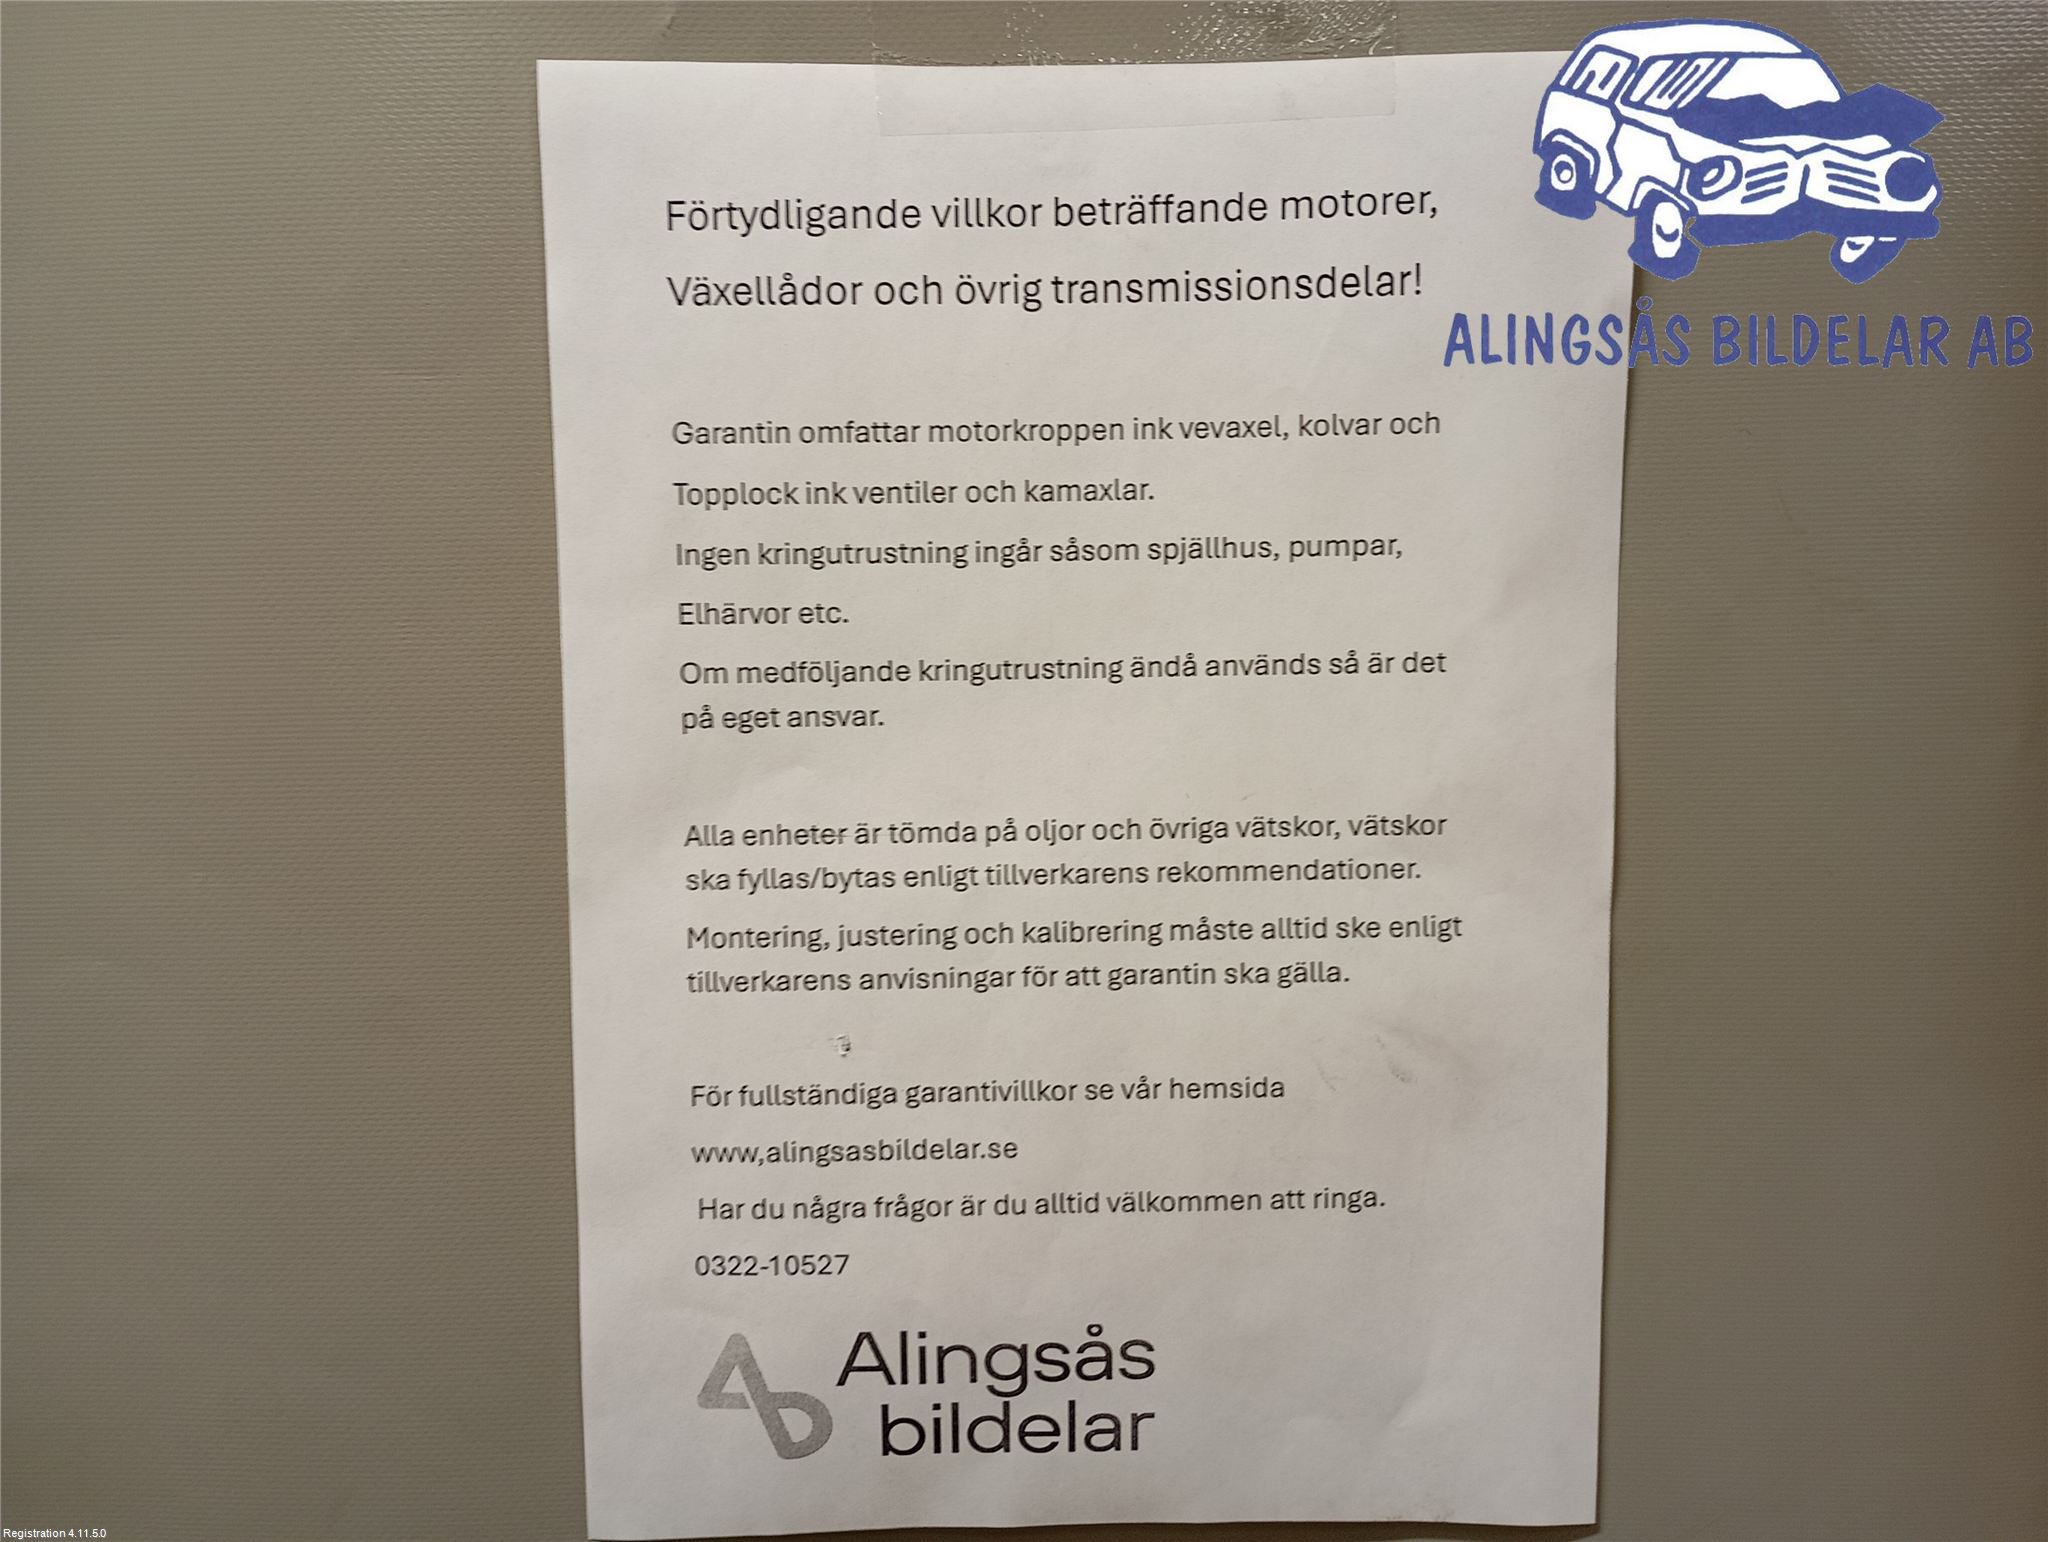 Förtydligande villkor beträffande motorer,
Växellådor och övrig transmissionsdelar!
ALINGSÅS BILDELAR AB
Garantin omfattar motorkroppen ink vevaxel, kolvar och
Topplock ink ventiler och kamaxlar.
Ingen kringutrustning ingår såsom spjällhus, pumpar,
Elhärvor etc.
Om medföljande kringutrustning ändå används så är det
på eget ansvar.
Alla enheter är tömda på oljor och övriga vätskor, vätskor
ska fyllas/bytas enligt tillverkarens rekommendationer.
Montering, justering och kalibrering måste alltid ske enligt
tillverkarens anvisningar för att garantin ska gälla.
För fullständiga garantivillkor se vår hemsida
www,alingsasbildelar.se
Har du några frågor är du alltid välkommen att ringa.
0322-10527
Alingsås
bildelar
Registration 4.11.5.0